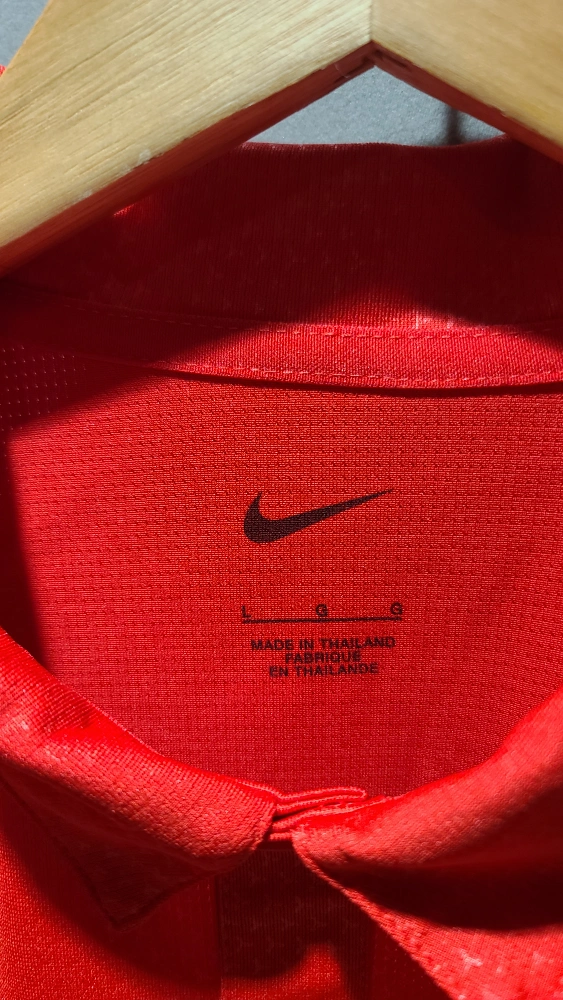 L G G
MADE IN THAILAND
FABRIQUE
EN THAILANDE